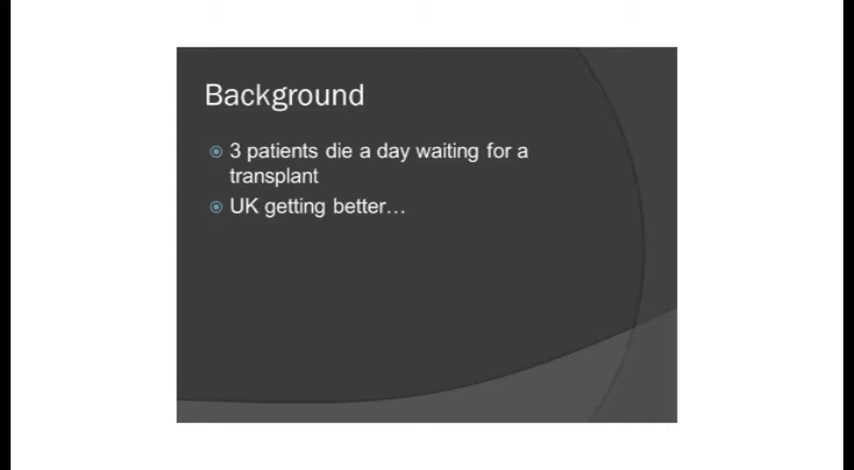 Background
3 patients die a day waiting for a
transplant
UK getting better…